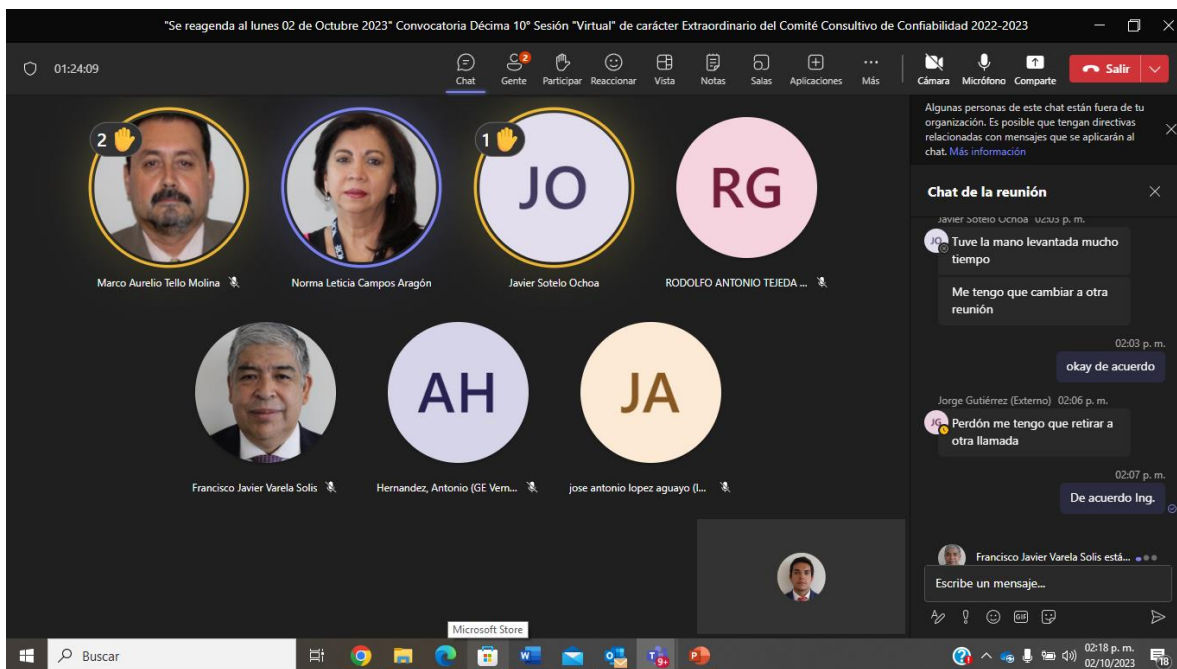 "Se reagenda al lunes 02 de Octubre 2023" Convocatoria Décima 10° Sesión "Virtual" de carácter Extraordinario del Comité Consultivo de Confiabilidad 2022-2023
01:24:09
Chat
Gente
2
Participar
Reaccionar
Vista
Notas
Salas
Aplicaciones
Más
Cámara
Micrófono
Comparte
Salir
2
1
JO
RG
Marco Aurelio Tello Molina
Norma Leticia Campos Aragón
Javier Sotelo Ochoa
RODOLFO ANTONIO TEJEDA ...
AH
JA
Francisco Javier Varela Solis
Hernandez, Antonio (GE Vern...
jose antonio lopez aguayo (I...
Algunas personas de este chat están fuera de tu
organización. Es posible que tengan directivas
relacionadas con mensajes que se aplicarán al
chat. Más información
Chat de la reunión
Javier Sotelo Ochoa 02:03 p. m.
JO
Tuve la mano levantada mucho
tiempo
Me tengo que cambiar a otra
reunión
02:03 p. m.
okay de acuerdo
Jorge Gutiérrez (Externo) 02:06 p. m.
JG
Perdón me tengo que retirar a
otra llamada
02:07 p. m.
De acuerdo Ing.
Francisco Javier Varela Solis está...
Escribe un mensaje...
GIF
Microsoft Store
Buscar
9+
02:18 p. m.
02/10/2023
18